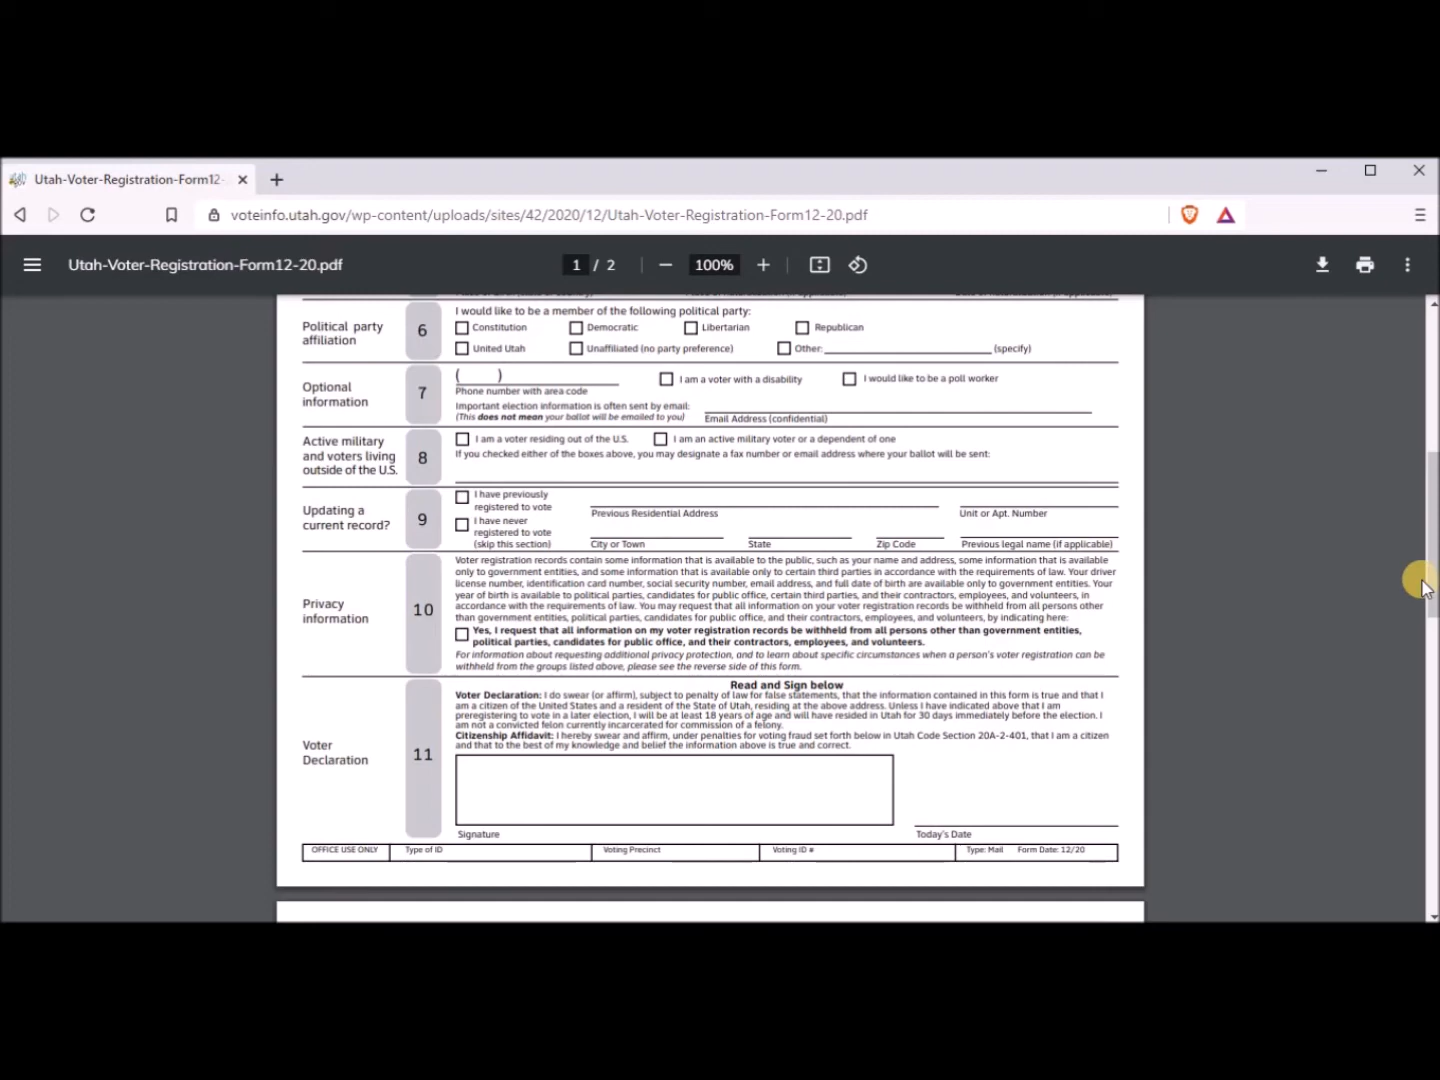 Utah-Voter-Registration-Form12-
voteinfo.utah.gov/wp-content/uploads/sites/42/2020/12/Utah-Voter-Registration-Form12-20.pdf
Utah-Voter-Registration-Form12-20.pdf
1 / 2
100%
Political party affiliation
6
I would like to be a member of the following political party:
Constitution Democratic Libertarian Republican
United Utah Unaffiliated (no party preference) Other: (specify)
Optional information
7
( )
I am a voter with a disability I would like to be a poll worker
Phone number with area code
Important election information is often sent by email:
(This does not mean your ballot will be emailed to you) Email Address (confidential)
Active military
and voters living
outside of the U.S.
8
I am a voter residing out of the U.S. I am an active military voter or a dependent of one
If you checked either of the boxes above, you may designate a fax number or email address where your ballot will be sent:
Updating a
current record?
9
I have previously
registered to vote
Previous Residential Address Unit or Apt. Number
I have never
registered to vote
(skip this section)
City or Town State Zip Code Previous legal name (if applicable)
Privacy
information
10
Voter registration records contain some information that is available to the public, such as your name and address, some information that is available
only to government entities, and some information that is available only to certain third parties in accordance with the requirements of law. Your driver
license number, identification card number, social security number, email address, and full date of birth are available only to government entities. Your
year of birth is available to political parties, candidates for public office, certain third parties, and their contractors, employees, and volunteers, in
accordance with the requirements of law. You may request that all information on your voter registration records be withheld from all persons other
than government entities, political parties, candidates for public office, and their contractors, employees, and volunteers, by indicating here:
Yes, I request that all information on my voter registration records be withheld from all persons other than government entities,
political parties, candidates for public office, and their contractors, employees, and volunteers.
For information about requesting additional privacy protection, and to learn about specific circumstances when a person's voter registration can be
withheld from the groups listed above, please see the reverse side of this form.
Voter
Declaration
11
Read and Sign below
Voter Declaration: I do swear (or affirm), subject to penalty of law for false statements, that the information contained in this form is true and that I
am a citizen of the United States and a resident of the State of Utah, residing at the above address. Unless I have indicated above that I am
preregistering to vote in a later election, I will be at least 18 years of age and will have resided in Utah for 30 days immediately before the election. I
am not a convicted felon currently incarcerated for commission of a felony.
Citizenship Affidavit: I hereby swear and affirm, under penalties for voting fraud set forth below in Utah Code Section 20A-2-401, that I am a citizen
and that to the best of my knowledge and belief the information above is true and correct.
Signature Today's Date
OFFICE USE ONLY Type of ID Voting Precinct Voting ID # Type: Mail Form Date: 12/20